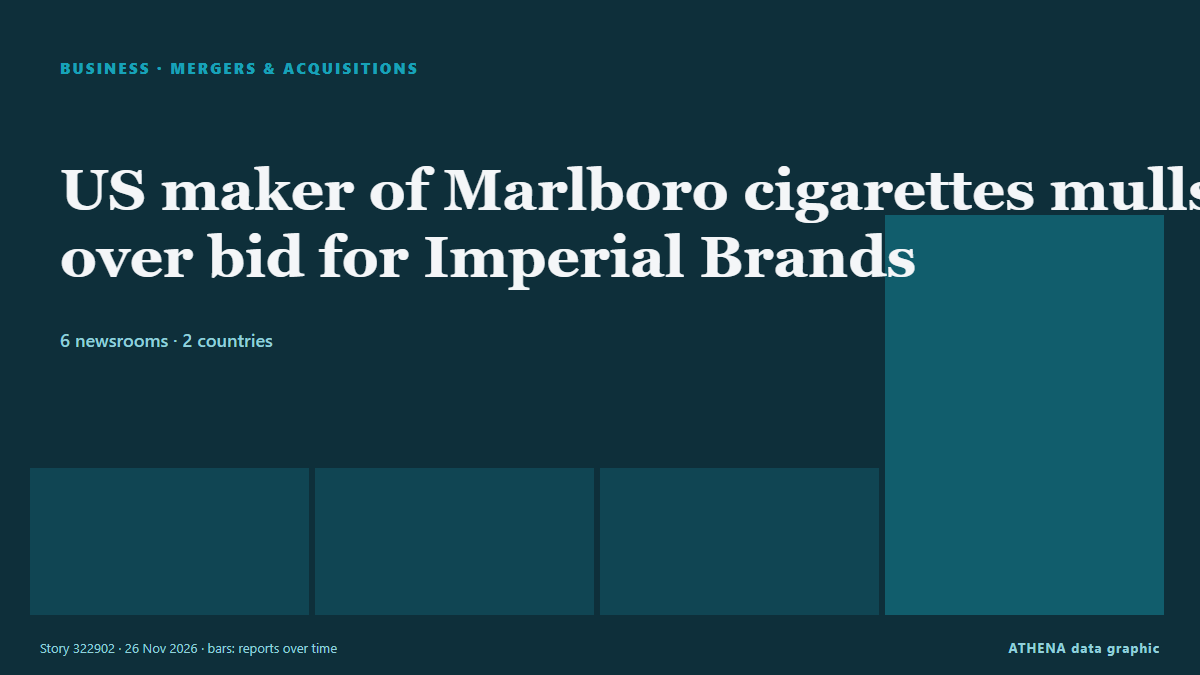 BUSINESS · MERGERS & ACQUISITIONS
US maker of Marlboro cigarettes mulls
over bid for Imperial Brands
6 newsrooms · 2 countries
Story 322902 · 26 Nov 2026 · bars: reports over time
ATHENA data graphic